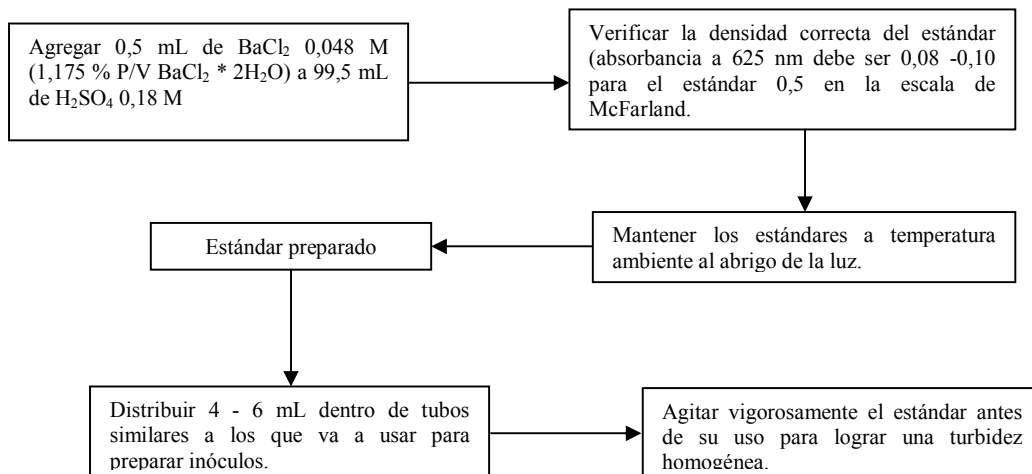 Agregar 0,5 mL de BaCl₂ 0,048 M
(1,175 % P/V BaCl₂ * 2H₂O) a 99,5 mL
de H₂SO₄ 0,18 M
Verificar la densidad correcta del estándar
(absorbancia a 625 nm debe ser 0,08 -0,10
para el estándar 0,5 en la escala de
McFarland.
Estándar preparado
Mantener los estándares a temperatura
ambiente al abrigo de la luz.
Distribuir 4 - 6 mL dentro de tubos
similares a los que va a usar para
preparar inóculos.
Agitar vigorosamente el estándar antes
de su uso para lograr una turbidez
homogénea.